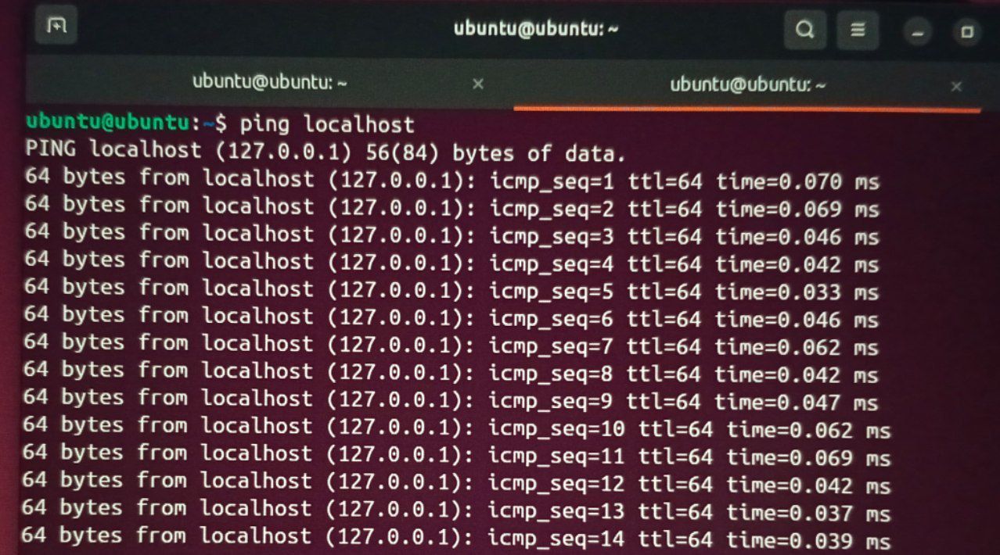 ubuntu@ubuntu: ~
ubuntu@ubuntu: ~ × ubuntu@ubuntu: ~ ×
ubuntu@ubuntu:~$ ping localhost
PING localhost (127.0.0.1) 56(84) bytes of data.
64 bytes from localhost (127.0.0.1): icmp_seq=1 ttl=64 time=0.070 ms
64 bytes from localhost (127.0.0.1): icmp_seq=2 ttl=64 time=0.069 ms
64 bytes from localhost (127.0.0.1): icmp_seq=3 ttl=64 time=0.046 ms
64 bytes from localhost (127.0.0.1): icmp_seq=4 ttl=64 time=0.042 ms
64 bytes from localhost (127.0.0.1): icmp_seq=5 ttl=64 time=0.033 ms
64 bytes from localhost (127.0.0.1): icmp_seq=6 ttl=64 time=0.046 ms
64 bytes from localhost (127.0.0.1): icmp_seq=7 ttl=64 time=0.062 ms
64 bytes from localhost (127.0.0.1): icmp_seq=8 ttl=64 time=0.042 ms
64 bytes from localhost (127.0.0.1): icmp_seq=9 ttl=64 time=0.047 ms
64 bytes from localhost (127.0.0.1): icmp_seq=10 ttl=64 time=0.062 ms
64 bytes from localhost (127.0.0.1): icmp_seq=11 ttl=64 time=0.069 ms
64 bytes from localhost (127.0.0.1): icmp_seq=12 ttl=64 time=0.042 ms
64 bytes from localhost (127.0.0.1): icmp_seq=13 ttl=64 time=0.037 ms
64 bytes from localhost (127.0.0.1): icmp_seq=14 ttl=64 time=0.039 ms